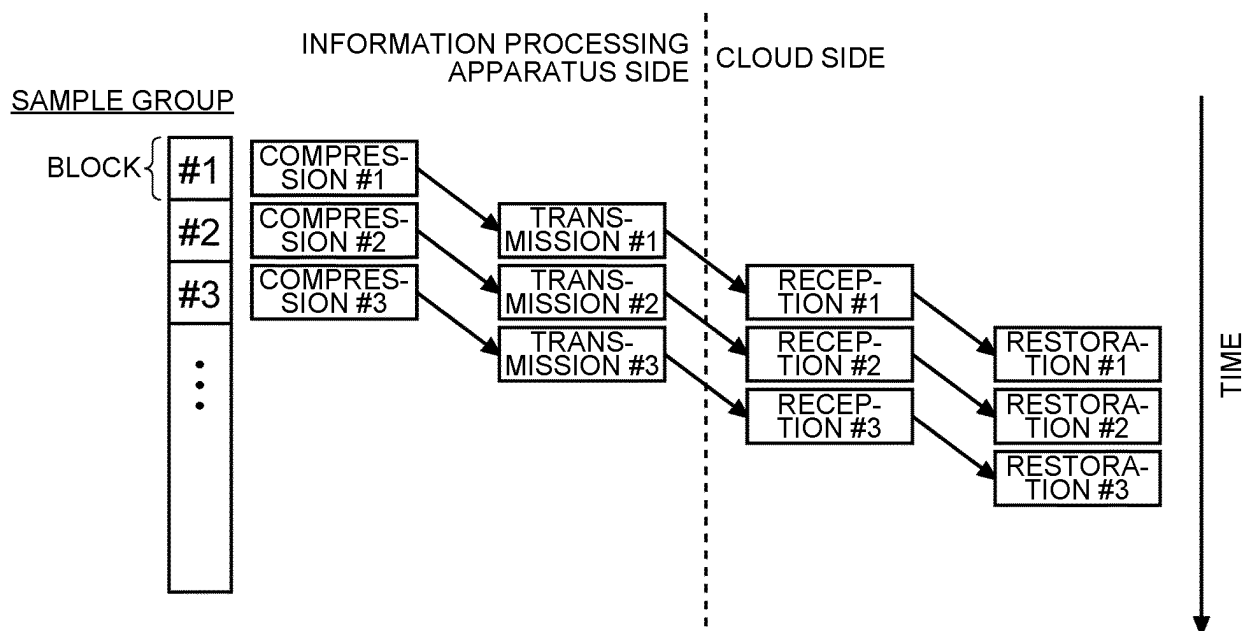 INFORMATION PROCESSING
APPARATUS SIDE
CLOUD SIDE
SAMPLE GROUP
BLOCK
#1
COMPRES-
SION #1
#2
COMPRES-
SION #2
TRANS-
MISSION #1
#3
COMPRES-
SION #3
TRANS-
MISSION #2
RECEP-
TION #1
TRANS-
MISSION #3
RECEP-
TION #2
RESTORA-
TION #1
RECEP-
TION #3
RESTORA-
TION #2
RESTORA-
TION #3
TIME